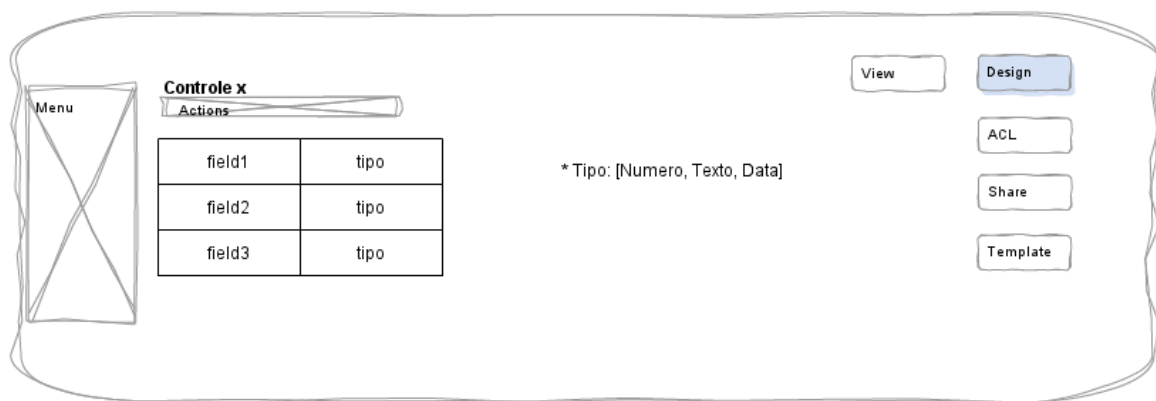 View
Design
Menu
Controle x
Actions
ACL
field1 tipo
* Tipo: [Numero, Texto, Data]
Share
field2 tipo
field3 tipo
Template